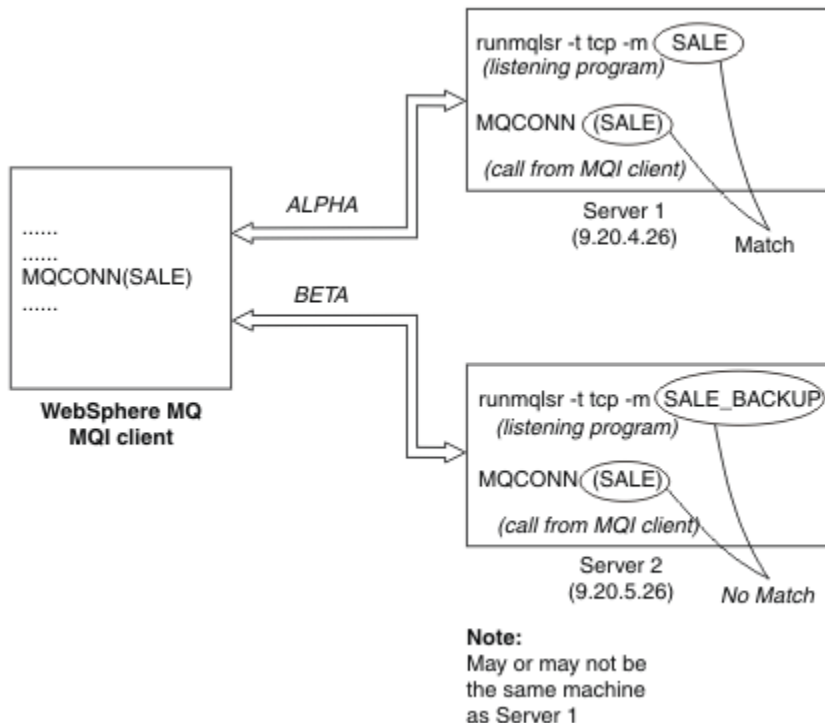 runmqlsr -t tcp -m SALE
(listening program)
MQCONN (SALE)
(call from MQI client)
Server 1
(9.20.4.26)
Match
ALPHA
......
......
MQCONN(SALE)
......
BETA
WebSphere MQ
MQI client
runmqlsr -t tcp -m SALE_BACKUP
(listening program)
MQCONN (SALE)
(call from MQI client)
Server 2
(9.20.5.26)
No Match
Note:
May or may not be
the same machine
as Server 1